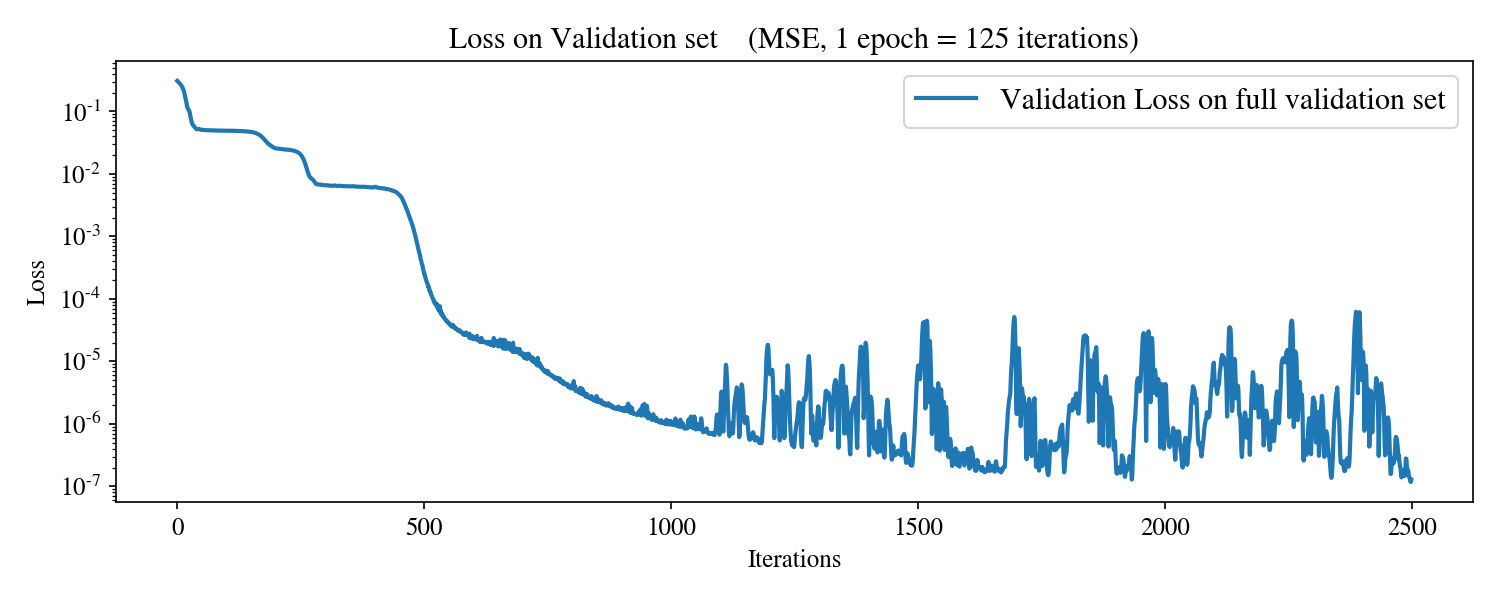 Loss on Validation set (MSE, 1 epoch = 125 iterations)
Validation Loss on full validation set
Loss
10^-1
10^-2
10^-3
10^-4
10^-5
10^-6
10^-7
0 500 1000 1500 2000 2500
Iterations